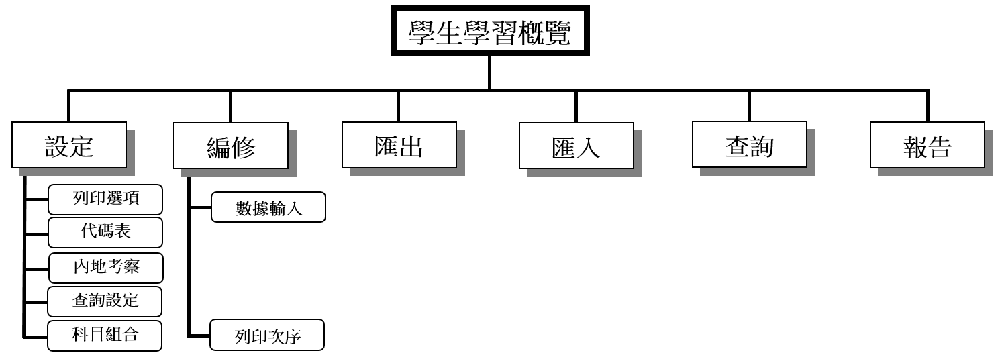 學生學習概覽
設定
編修
匯出
匯入
查詢
報告
列印選項
代碼表
內地考察
查詢設定
科目組合
數據輸入
列印次序